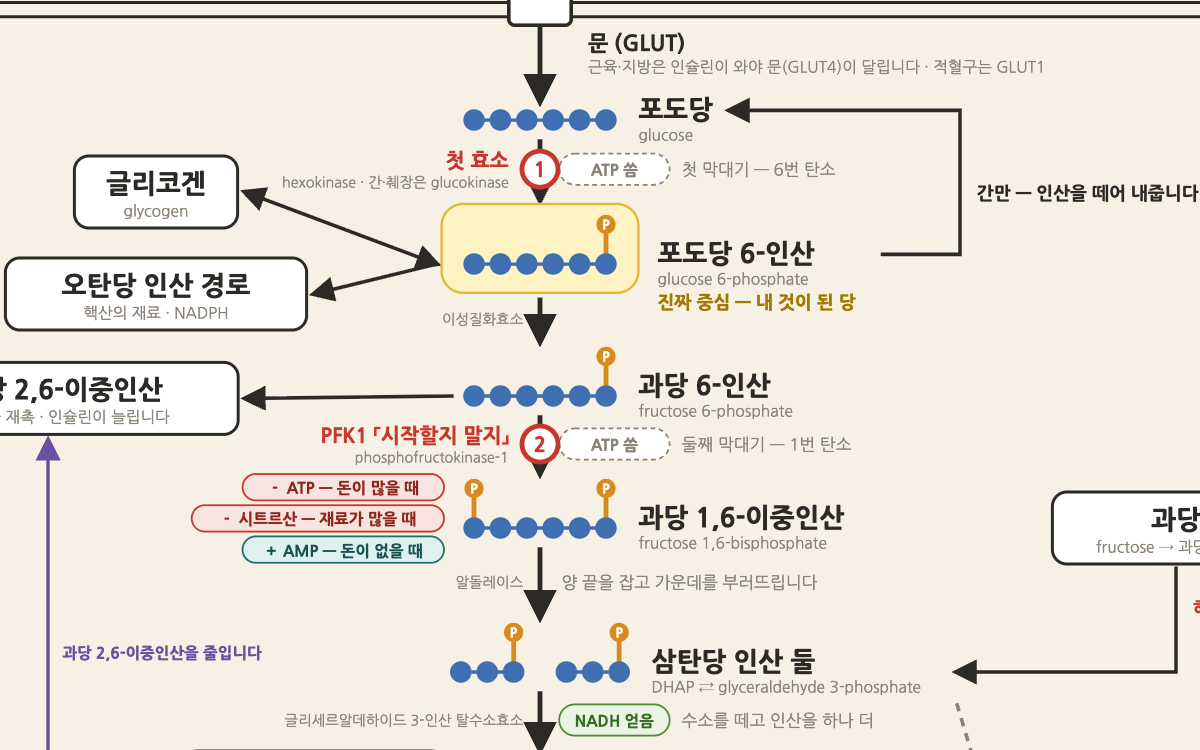 문 (GLUT)
근육·지방은 인슐린이 와야 문(GLUT4)이 달립니다 · 적혈구는 GLUT1
포도당
glucose
첫 효소
hexokinase · 간·췌장은 glucokinase
1
ATP 씀
첫 막대기 — 6번 탄소
글리코겐
glycogen
간만 — 인산을 떼어 내줍니다
P
포도당 6-인산
glucose 6-phosphate
진짜 중심 — 내 것이 된 당
오탄당 인산 경로
핵산의 재료 · NADPH
이성질화효소
P
당 2,6-이중인산
재촉 · 인슐린이 늘립니다
과당 6-인산
fructose 6-phosphate
PFK1 「시작할지 말지」
phosphofructokinase-1
2
ATP 씀
둘째 막대기 — 1번 탄소
- ATP — 돈이 많을 때
- 시트르산 — 재료가 많을 때
+ AMP — 돈이 없을 때
P
P
과당 1,6-이중인산
fructose 1,6-bisphosphate
과당
fructose → 과당
알돌레이스
양 끝을 잡고 가운데를 부러뜨립니다
과당 2,6-이중인산을 줄입니다
P
P
삼탄당 인산 둘
DHAP ⇄ glyceraldehyde 3-phosphate
글리세르알데하이드 3-인산 탈수소효소
NADH 얻음
수소를 떼고 인산을 하나 더